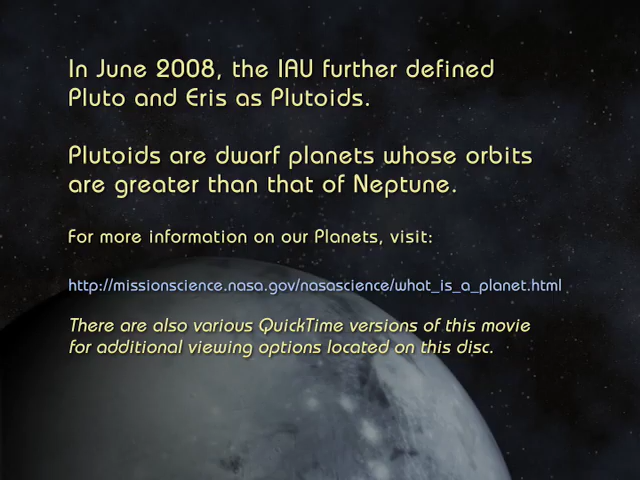 In June 2008, the IAU further defined
Pluto and Eris as Plutoids.
Plutoids are dwarf planets whose orbits
are greater than that of Neptune.
For more information on our Planets, visit:
http://missionscience.nasa.gov/nasascience/what_is_a_planet.html
There are also various QuickTime versions of this movie
for additional viewing options located on this disc.